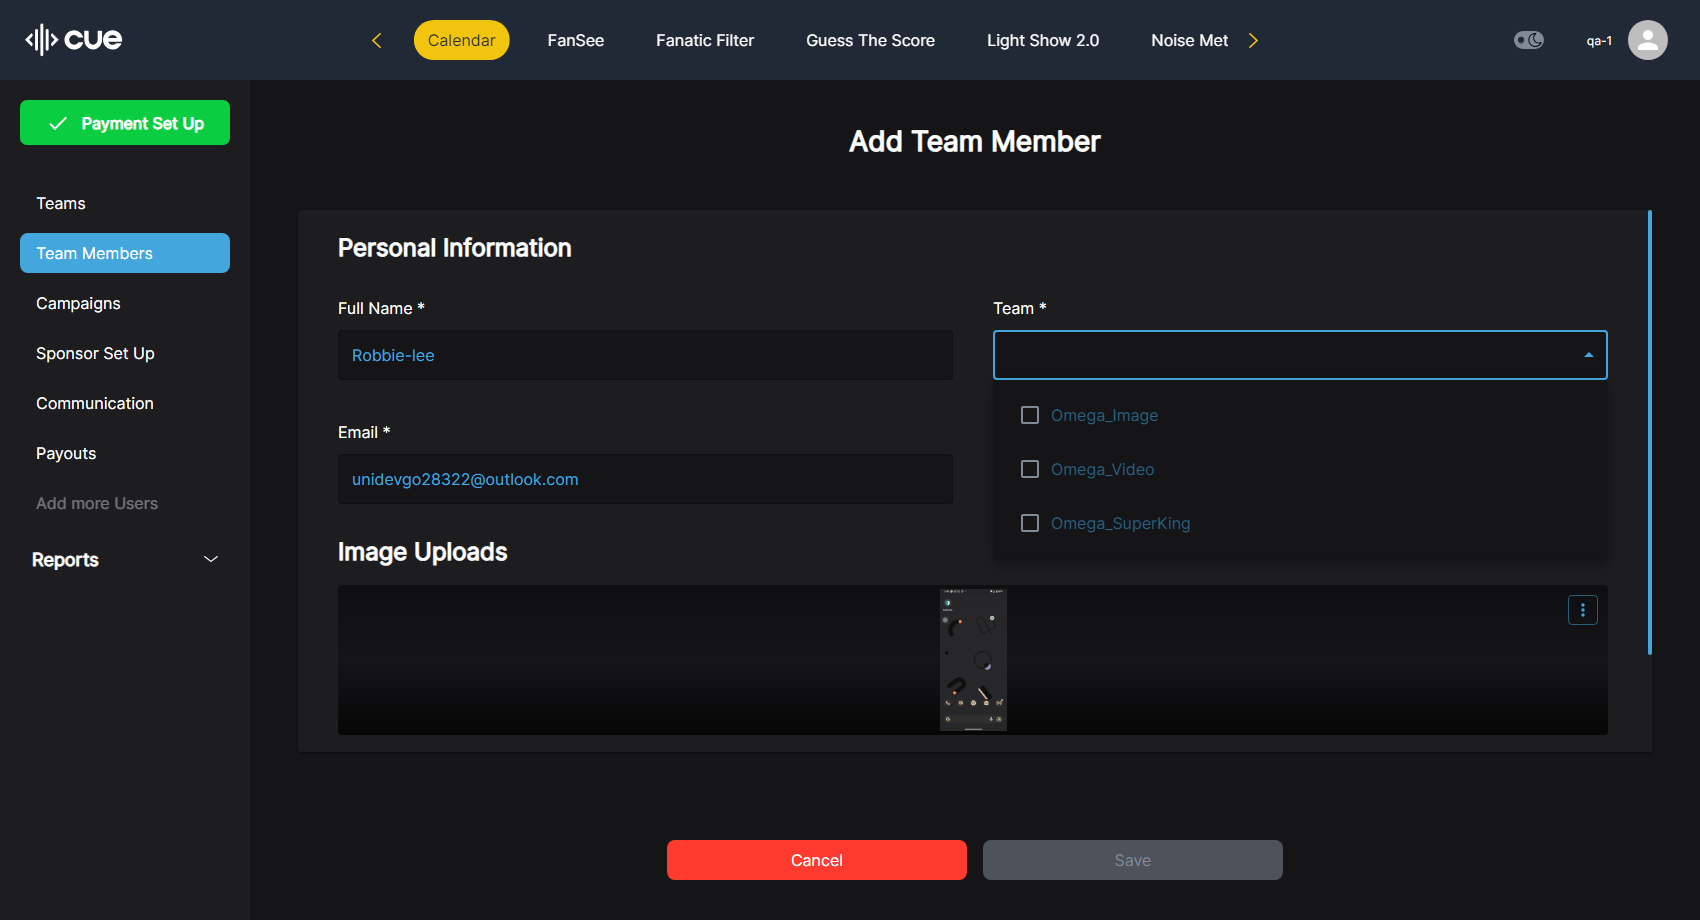 cue
Calendar
FanSee
Fanatic Filter
Guess The Score
Light Show 2.0
Noise Met
qa-1
Payment Set Up
Teams
Team Members
Campaigns
Sponsor Set Up
Communication
Payouts
Add more Users
Reports
Add Team Member
Personal Information
Full Name *
Robbie-lee
Team *
Omega_Image
Omega_Video
Omega_SuperKing
Email *
unidevgo28322@outlook.com
Image Uploads
Cancel
Save